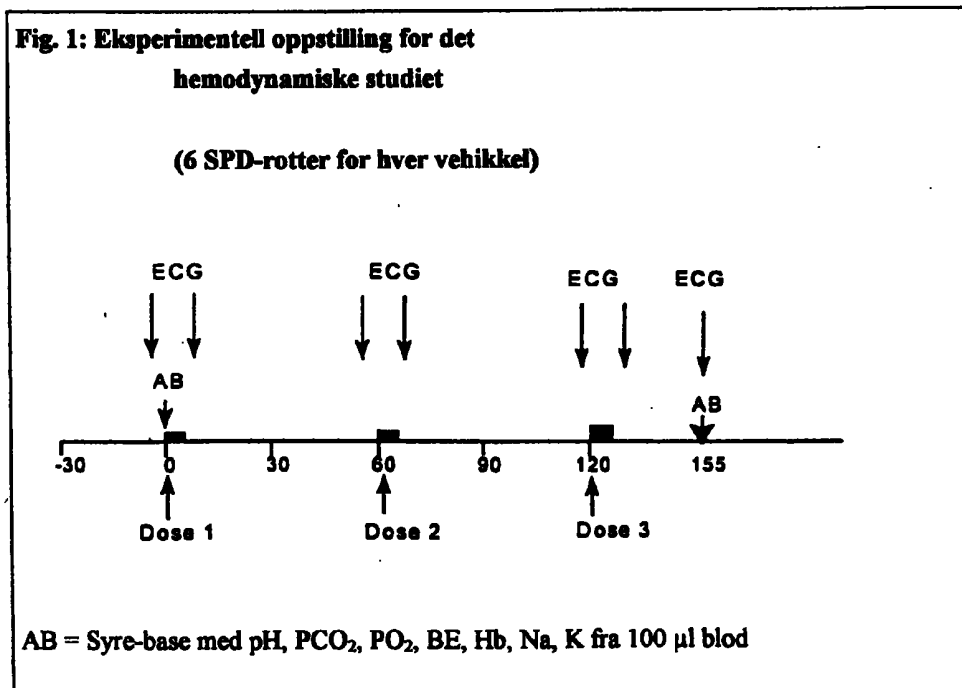 Fig. 1: Eksperimentell oppstilling for det
hemodynamiske studiet
(6 SPD-rotter for hver vehikkel)
ECG ECG ECG ECG
AB AB
-30 0 30 60 90 120 155
Dose 1 Dose 2 Dose 3
AB = Syre-base med pH, PCO₂, PO₂, BE, Hb, Na, K fra 100 µl blod